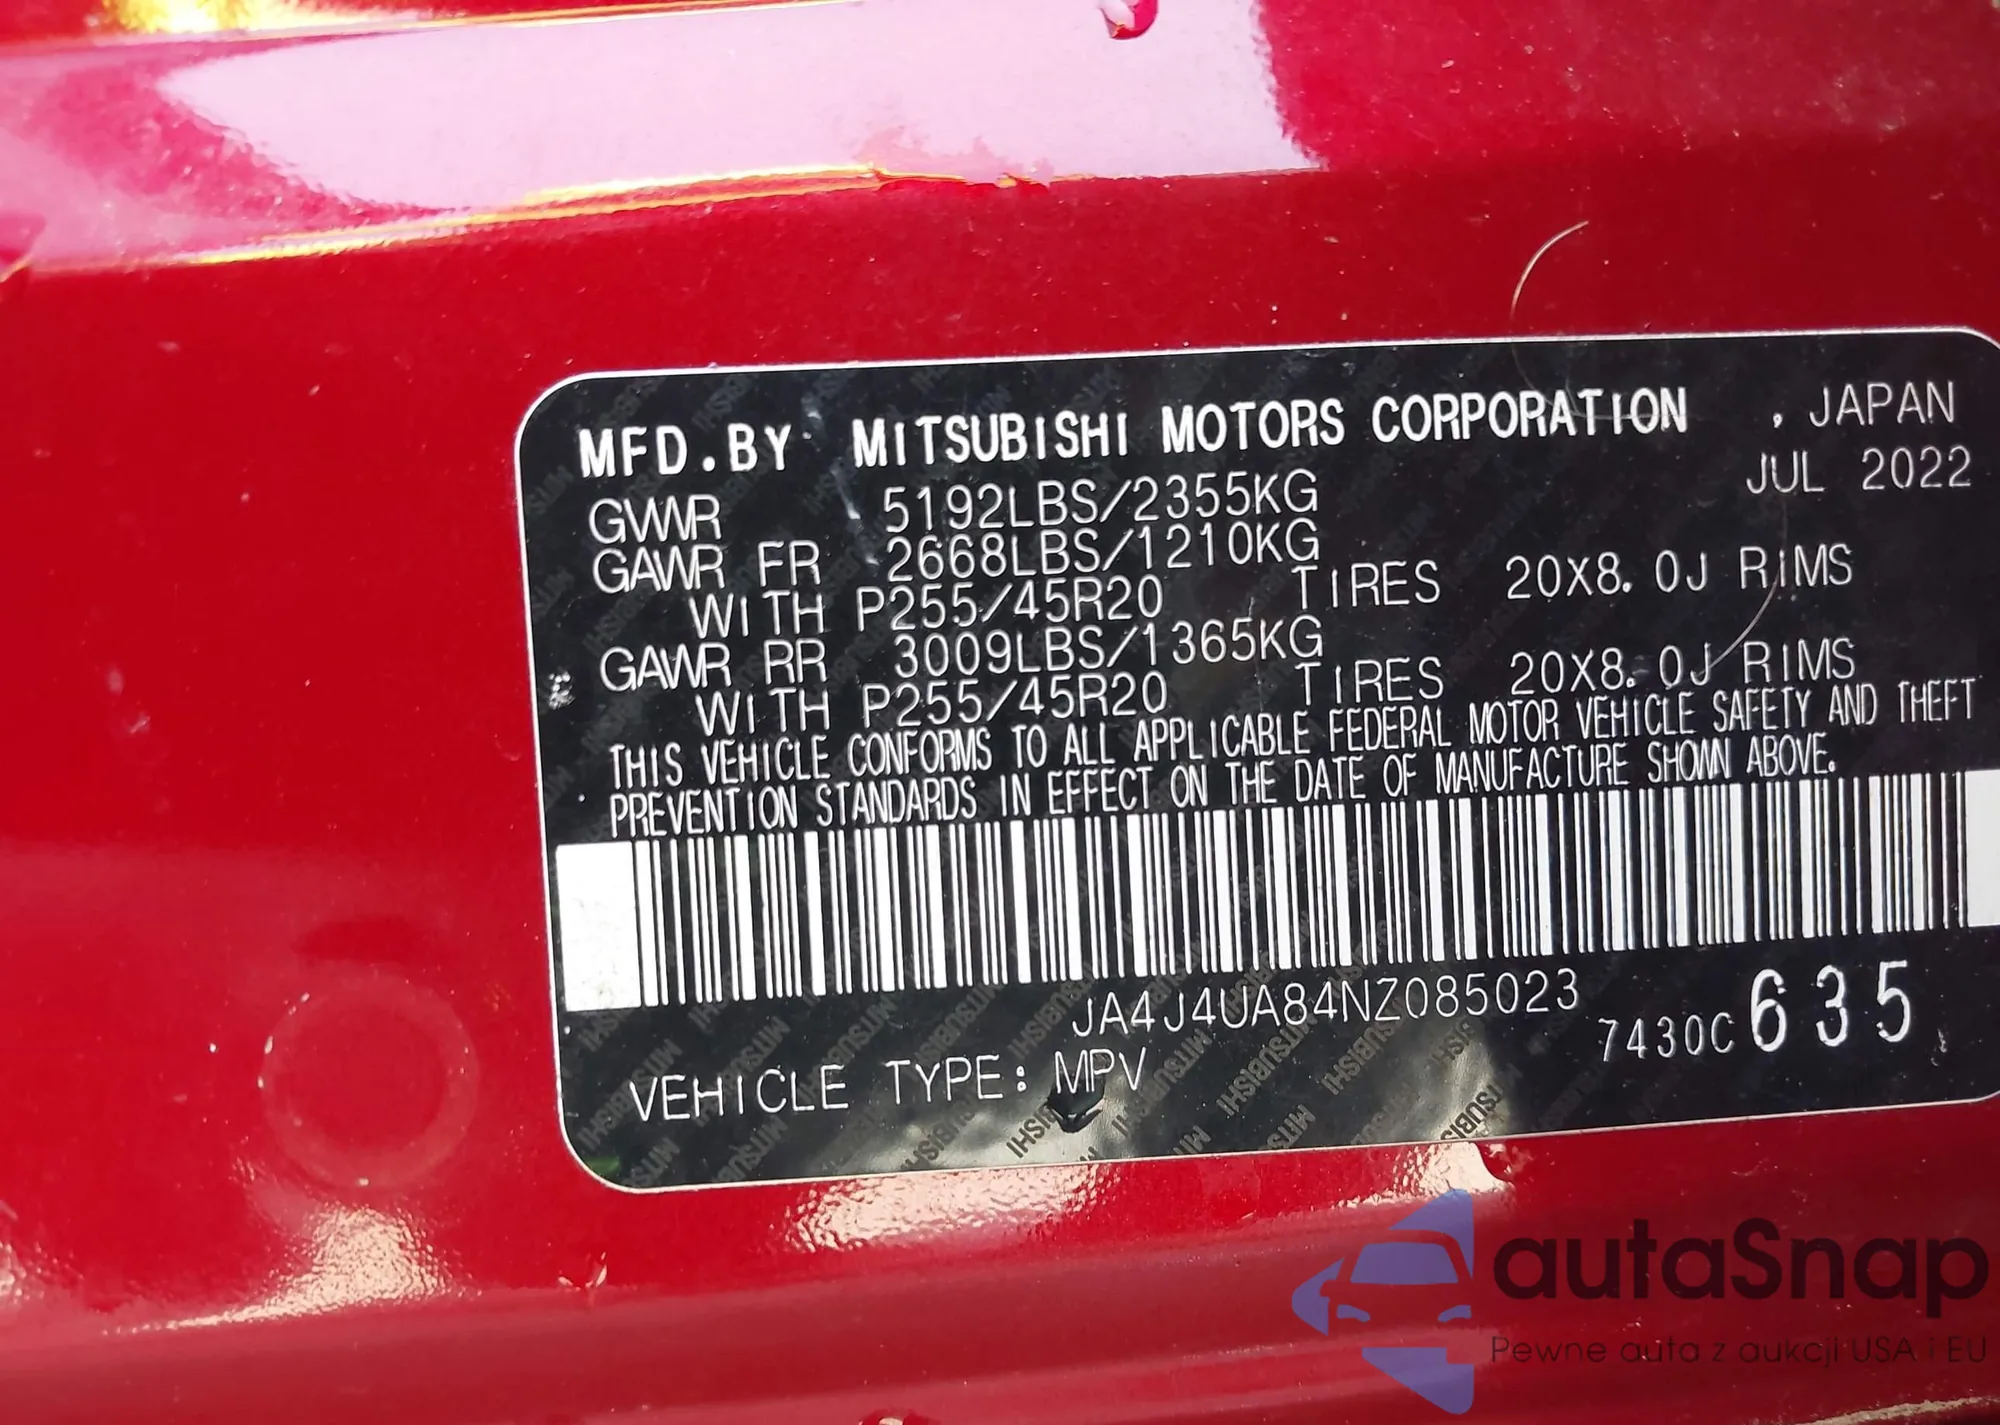 MFD.BY MITSUBISHI MOTORS CORPORATION , JAPAN
JUL 2022
GVWR 5192LBS/2355KG
GAWR FR 2668LBS/1210KG
WITH P255/45R20 TIRES 20X8.0J RIMS
GAWR RR 3009LBS/1365KG
WITH P255/45R20 TIRES 20X8.0J RIMS
THIS VEHICLE CONFORMS TO ALL APPLICABLE FEDERAL MOTOR VEHICLE SAFETY AND THEFT
PREVENTION STANDARDS IN EFFECT ON THE DATE OF MANUFACTURE SHOWN ABOVE.
JA4J4UA84NZ085023
7430C635
VEHICLE TYPE: MPV
autaSnap
Pewne auta z aukcji USA i EU